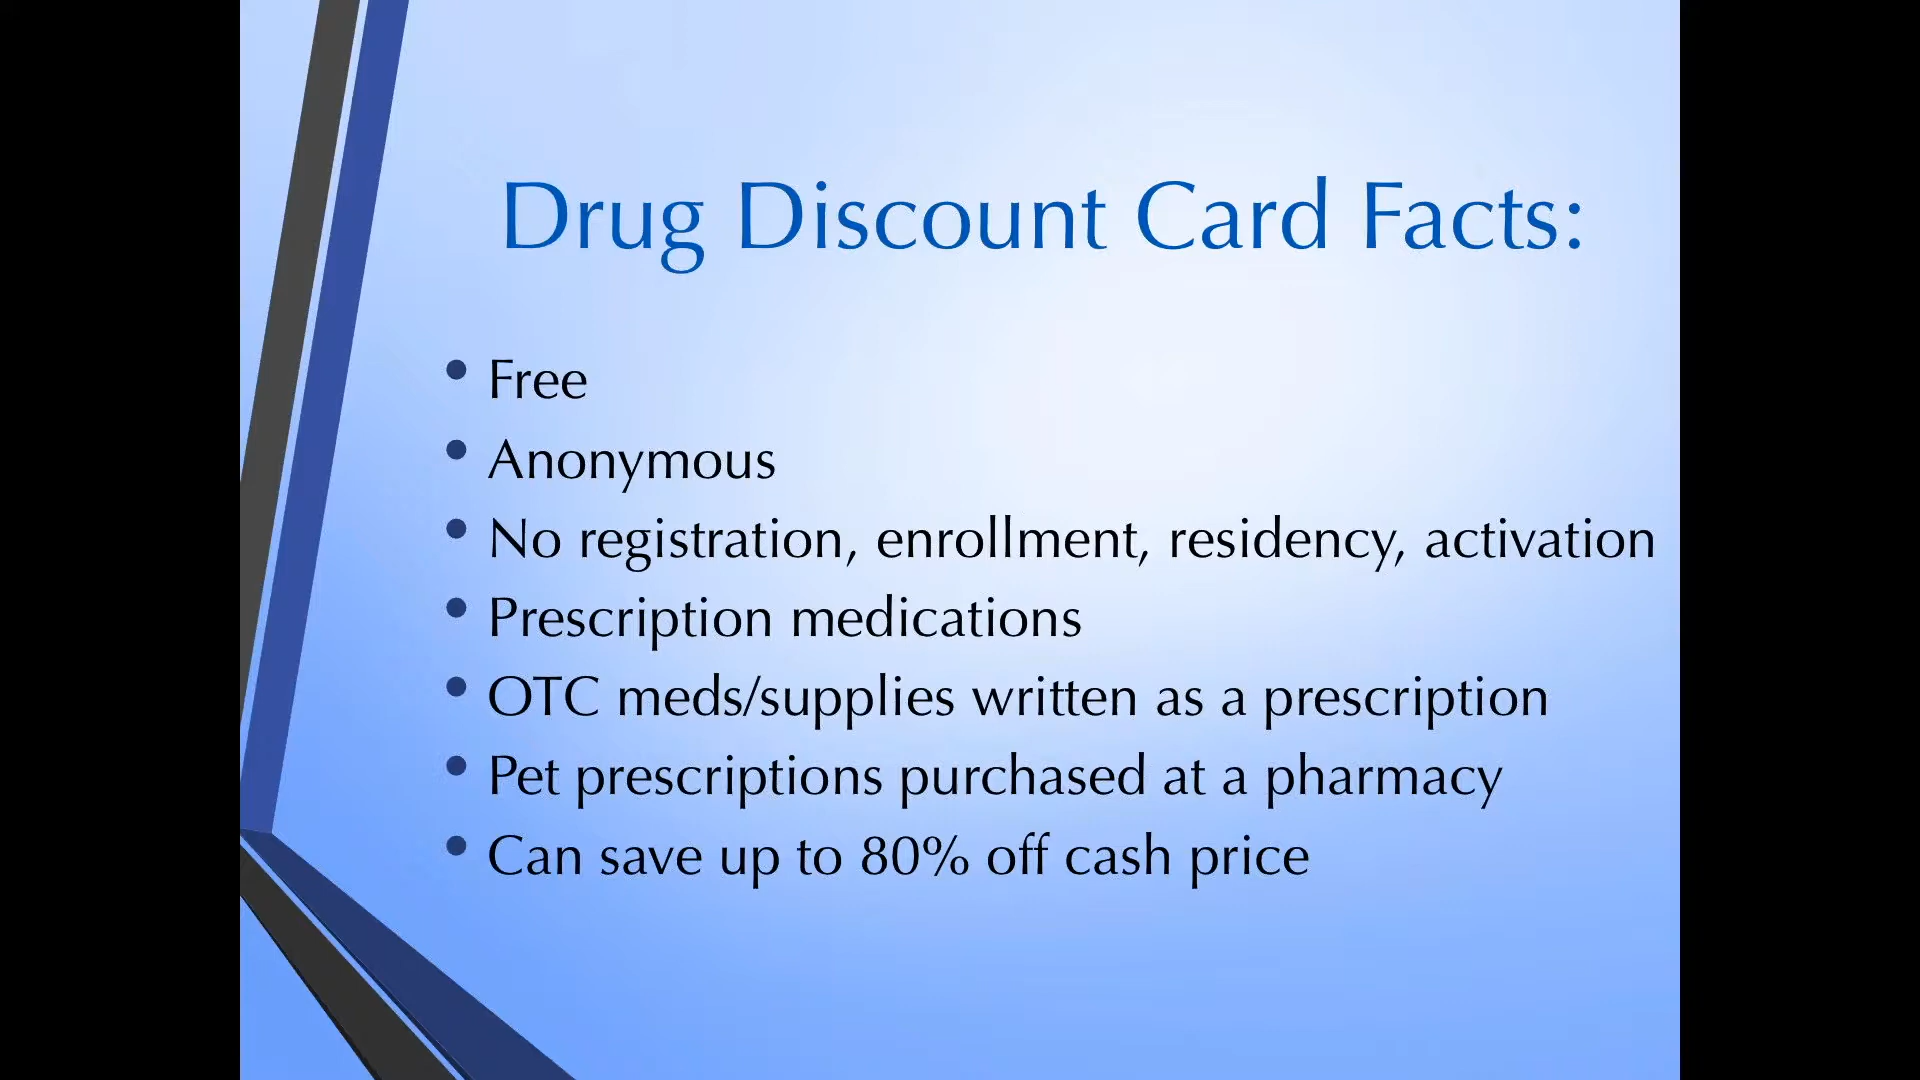 Drug Discount Card Facts:
• Free
• Anonymous
• No registration, enrollment, residency, activation
• Prescription medications
• OTC meds/supplies written as a prescription
• Pet prescriptions purchased at a pharmacy
• Can save up to 80% off cash price